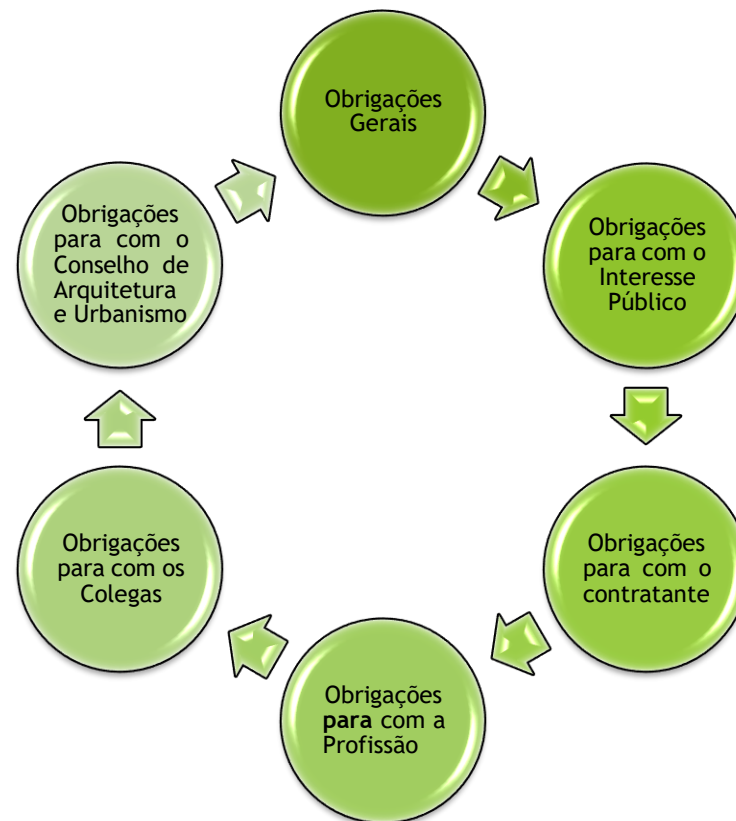 Obrigações
Gerais
Obrigações
para com o
Interesse
Público
Obrigações
para com o
contratante
Obrigações
para com a
Profissão
Obrigações
para com os
Colegas
Obrigações
para com o
Conselho de
Arquitetura
e Urbanismo